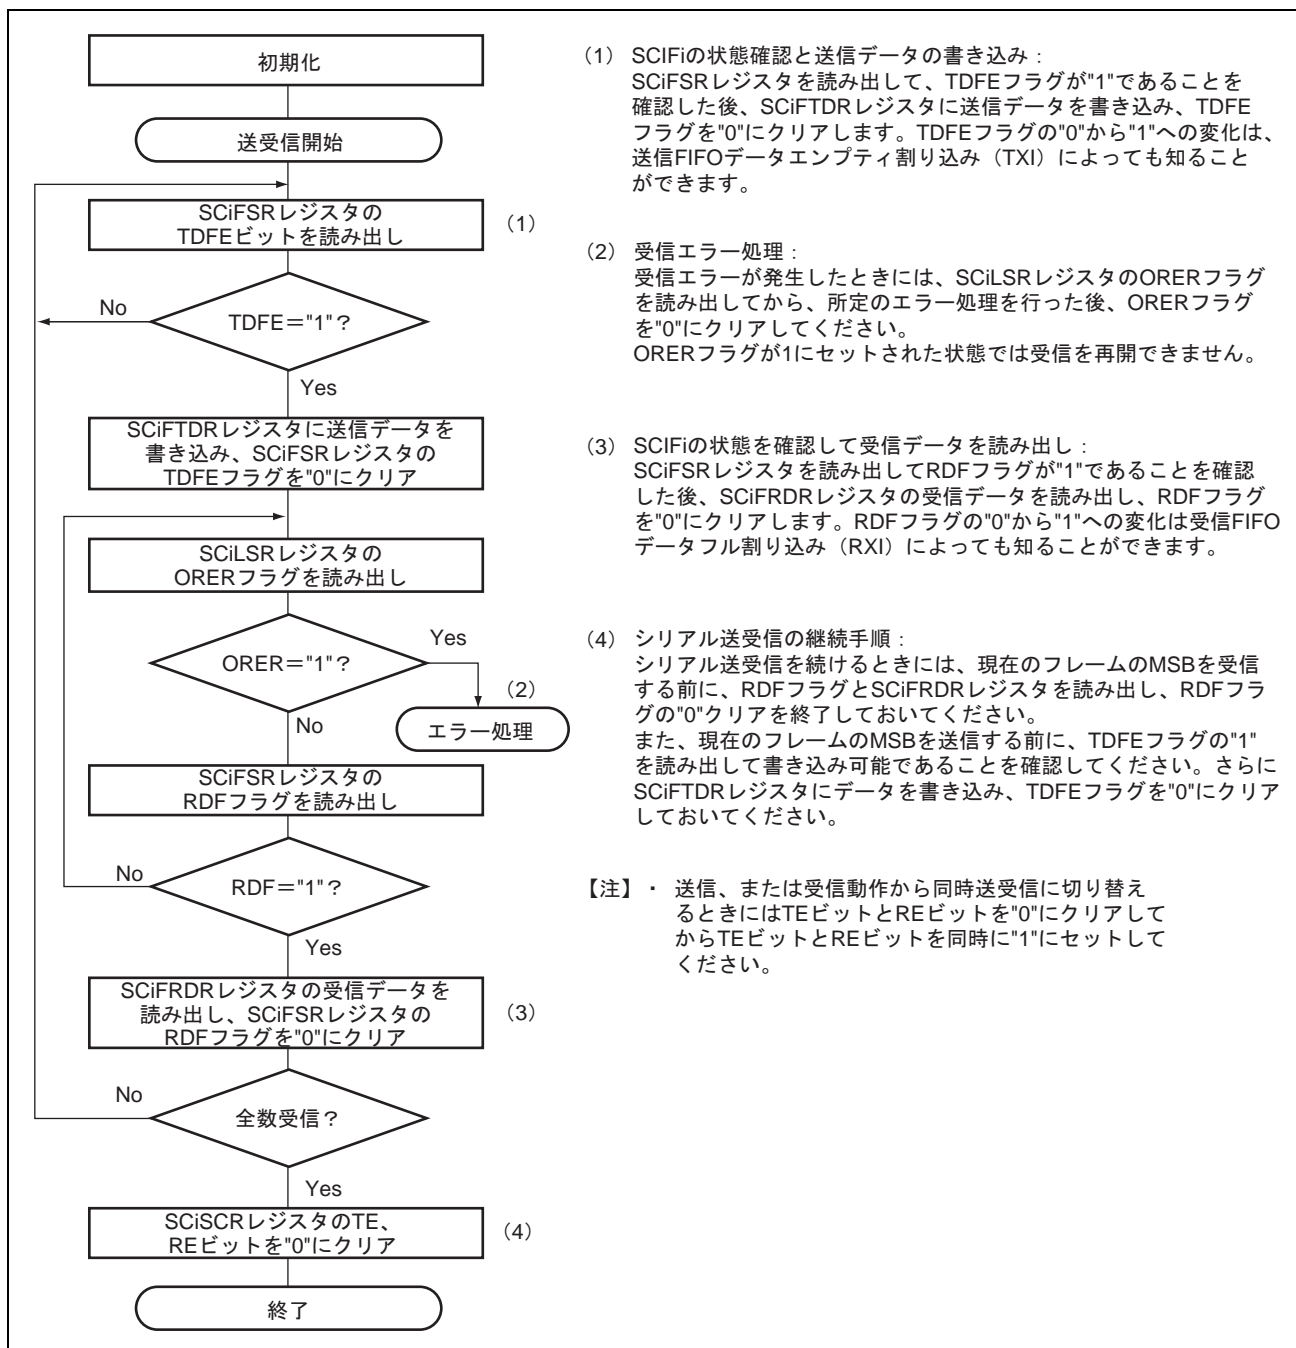 初期化
送受信開始
SCiFSRレジスタの
TDFEビットを読み出し
(1)
No
TDFE＝"1"？
Yes
SCiFTDRレジスタに送信データを
書き込み、SCiFSRレジスタの
TDFEフラグを"0"にクリア
SCiLSRレジスタの
ORERフラグを読み出し
ORER＝"1"？
Yes
(2)
エラー処理
No
SCiFSRレジスタの
RDFフラグを読み出し
No
RDF＝"1"？
Yes
SCiFRDRレジスタの受信データを
読み出し、SCiFSRレジスタの
RDFフラグを"0"にクリア
(3)
No
全数受信？
Yes
SCiSCRレジスタのTE、
REビットを"0"にクリア
(4)
終了
(1) SCIFiの状態確認と送信データの書き込み：
SCiFSRレジスタを読み出して、TDFEフラグが"1"であることを
確認した後、SCiFTDRレジスタに送信データを書き込み、TDFE
フラグを"0"にクリアします。TDFEフラグの"0"から"1"への変化は、
送信FIFOデータエンプティ割り込み（TXI）によっても知ること
ができます。
(2) 受信エラー処理：
受信エラーが発生したときには、SCiLSRレジスタのORERフラグ
を読み出してから、所定のエラー処理を行った後、ORERフラグ
を"0"にクリアしてください。
ORERフラグが1にセットされた状態では受信を再開できません。
(3) SCIFiの状態を確認して受信データを読み出し：
SCiFSRレジスタを読み出してRDFフラグが"1"であることを確認
した後、SCiFRDRレジスタの受信データを読み出し、RDFフラグ
を"0"にクリアします。RDFフラグの"0"から"1"への変化は受信FIFO
データフル割り込み（RXI）によっても知ることができます。
(4) シリアル送受信の継続手順：
シリアル送受信を続けるときには、現在のフレームのMSBを受信
する前に、RDFフラグとSCiFRDRレジスタを読み出し、RDFフラ
グの"0"クリアを終了しておいてください。
また、現在のフレームのMSBを送信する前に、TDFEフラグの"1"
を読み出して書き込み可能であることを確認してください。さらに
SCiFTDRレジスタにデータを書き込み、TDFEフラグを"0"にクリア
しておいてください。
【注】・ 送信、または受信動作から同時送受信に切り替え
るときにはTEビットとREビットを"0"にクリアして
からTEビットとREビットを同時に"1"にセットして
ください。